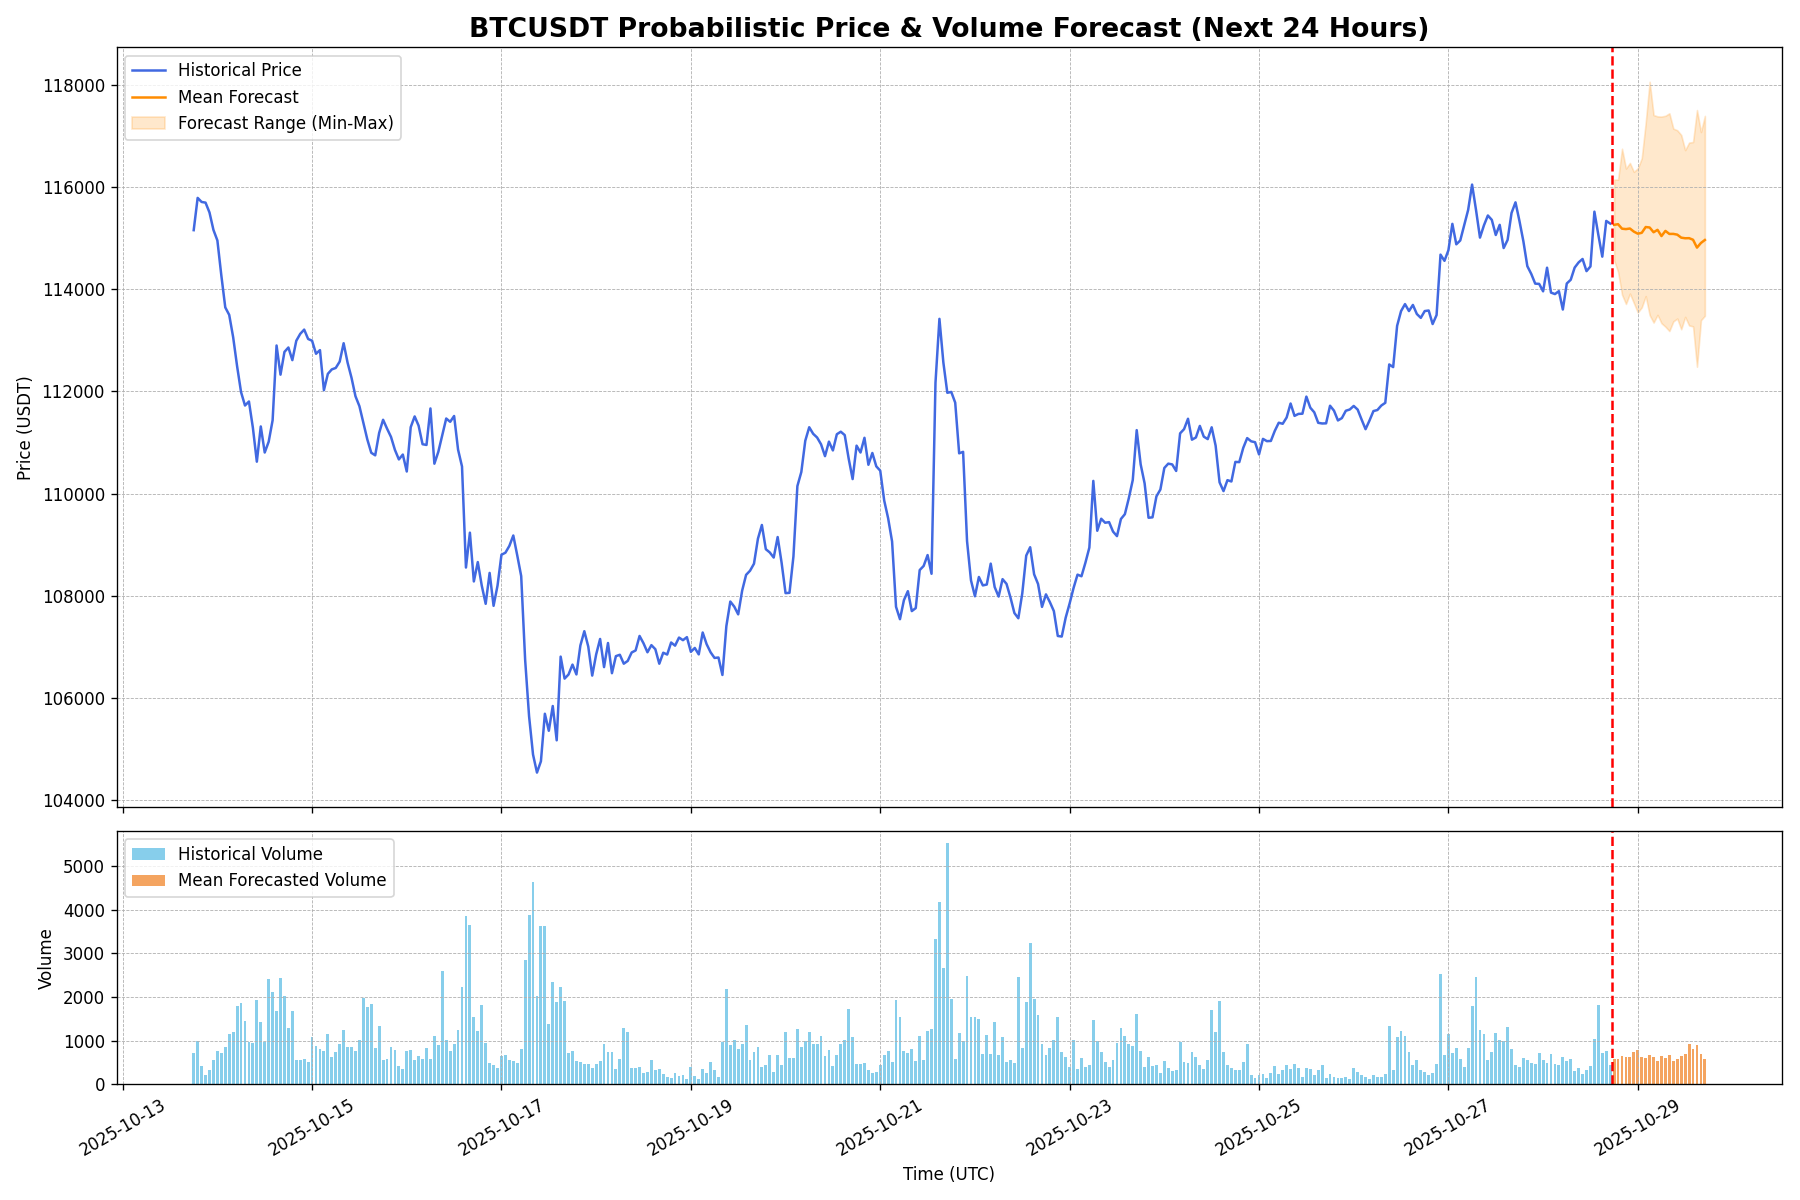 BTCUSDT Probabilistic Price & Volume Forecast (Next 24 Hours)
Historical Price
Mean Forecast
Forecast Range (Min-Max)
118000
116000
114000
112000
110000
108000
106000
104000
Price (USDT)
Historical Volume
Mean Forecasted Volume
5000
4000
3000
2000
1000
0
Volume
2025-10-13
2025-10-15
2025-10-17
2025-10-19
2025-10-21
2025-10-23
2025-10-25
2025-10-27
2025-10-29
Time (UTC)